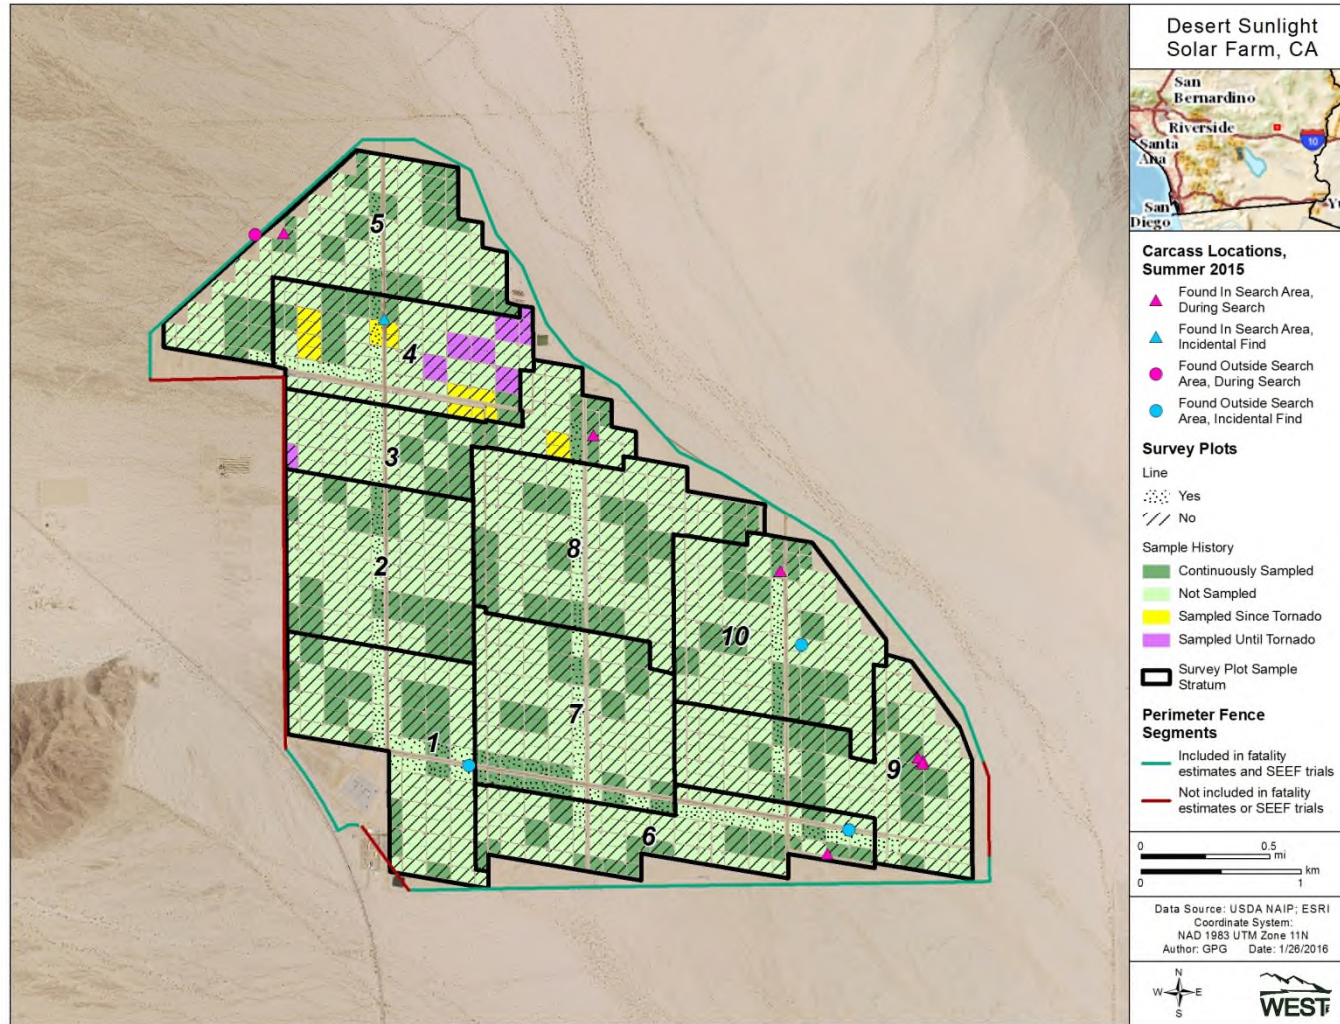 Desert Sunlight
Solar Farm, CA
San
Bernardino
Riverside
Santa
Ana
10
San
Diego
Carcass Locations,
Summer 2015
Found In Search Area,
During Search
Found In Search Area,
Incidental Find
Found Outside Search
Area, During Search
Found Outside Search
Area, Incidental Find
Survey Plots
Line
Yes
No
Sample History
Continuously Sampled
Not Sampled
Sampled Since Tornado
Sampled Until Tornado
Survey Plot Sample
Stratum
Perimeter Fence
Segments
Included in fatality
estimates and SEEF trials
Not included in fatality
estimates or SEEF trials
0 0.5
mi
km
0 1
Data Source: USDA NAIP; ESRI
Coordinate System:
NAD 1983 UTM Zone 11N
Author: GPG Date: 1/26/2016
N
W E
S
WEST
5
4
3
2
8
10
7
1
9
6